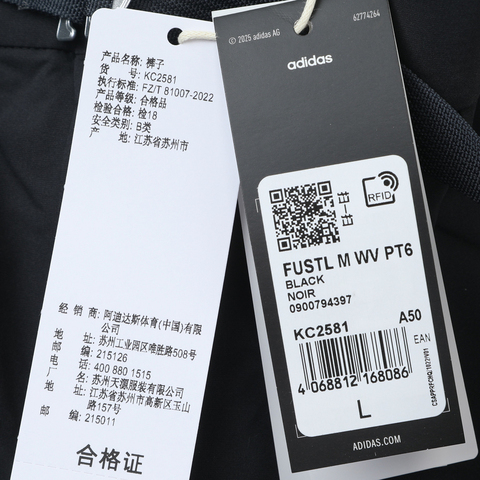 产品名称: 裤子
货　号: KC2581
执行标准: FZ/T 81007-2022
产品等级: 合格品
检验合格: 检18
安全类别: B类
产　地: 江苏省苏州市
经 销 商: 阿迪达斯体育(中国)有限
公司
地　址: 苏州工业园区唯胜路508号
邮　编: 215126
电　话: 400 880 1515
厂　名: 苏州天源服装有限公司
地　址: 江苏省苏州市高新区玉山
路157号
邮　编: 215011
合格证
© 2025 adidas AG
62774764
adidas
RFID
FUSTL M WV PT6
BLACK
NOIR
0900794397
KC2581 A50
EAN
4 068812 168086
L
ADIDAS.COM